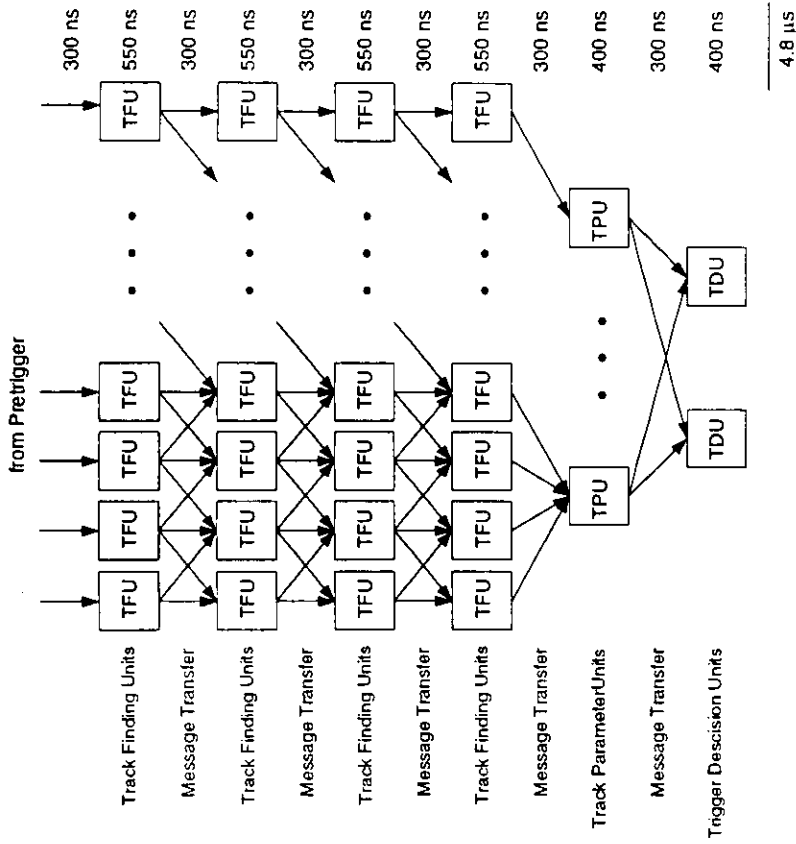 from Pretrigger
300 ns
Track Finding Units TFU TFU TFU TFU TFU 550 ns
Message Transfer 300 ns
Track Finding Units TFU TFU TFU TFU TFU 550 ns
Message Transfer 300 ns
Track Finding Units TFU TFU TFU TFU TFU 550 ns
Message Transfer 300 ns
Track Finding Units TFU TFU TFU TFU TFU 550 ns
Message Transfer 300 ns
Track ParameterUnits TPU TPU 400 ns
Message Transfer 300 ns
Trigger Descision Units TDU TDU 400 ns
4.8 µs